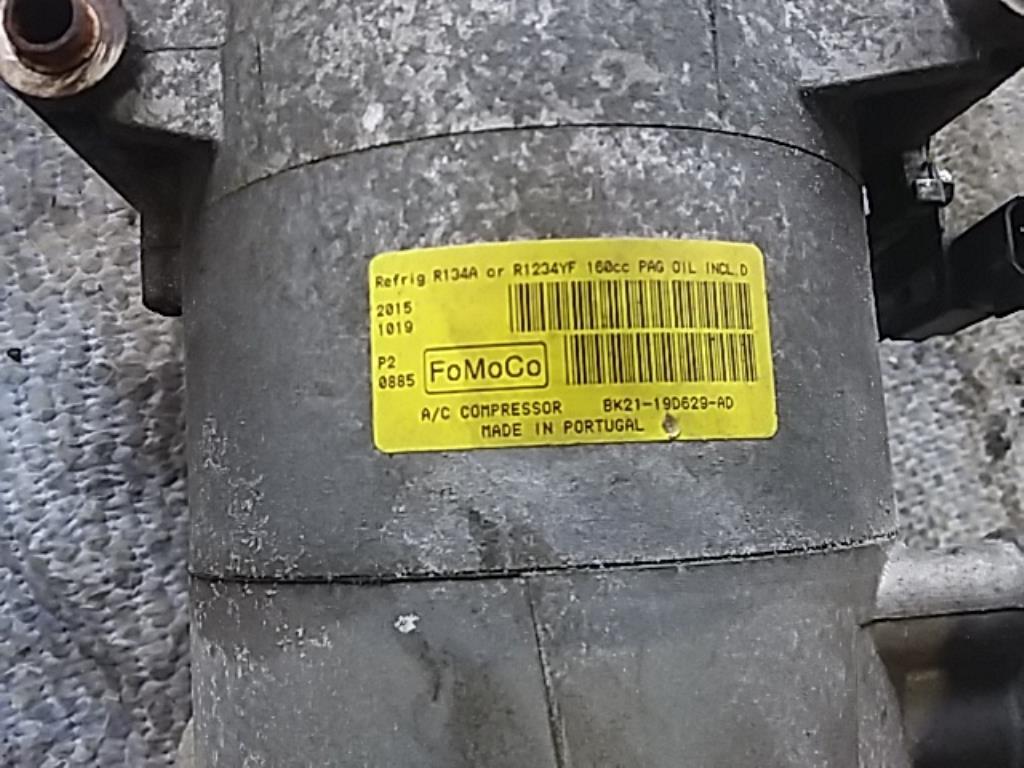 Refrig R134A or R1234YF 160cc PAG OIL INCL.D
2015
1019
P2
0885
FoMoCo
A/C COMPRESSOR BK21-19D629-AD
MADE IN PORTUGAL